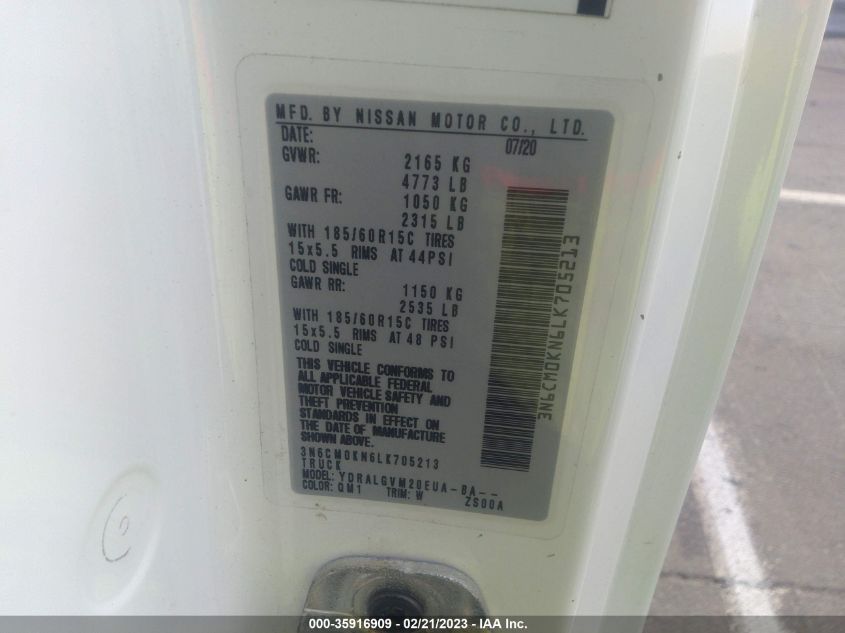 MFD. BY NISSAN MOTOR CO., LTD.
DATE: 07/20
GVWR: 2165 KG
4773 LB
GAWR FR: 1050 KG
2315 LB
WITH 185/60R15C TIRES
15x5.5 RIMS AT 44PSI
COLD SINGLE
GAWR RR: 1150 KG
2535 LB
WITH 185/60R15C TIRES
15x5.5 RIMS AT 48 PSI
COLD SINGLE
THIS VEHICLE CONFORMS TO
ALL APPLICABLE FEDERAL
MOTOR VEHICLE SAFETY AND
THEFT PREVENTION
STANDARDS IN EFFECT ON
THE DATE OF MANUFACTURE
SHOWN ABOVE.
3N6CM0KN6LK705213
TRUCK
MODEL: YDRALGVM20EUA-BA--
COLOR: QM1 TRIM: W ZS00A
3N6CM0KN6LK705213
000-35916909 - 02/21/2023 - IAA Inc.